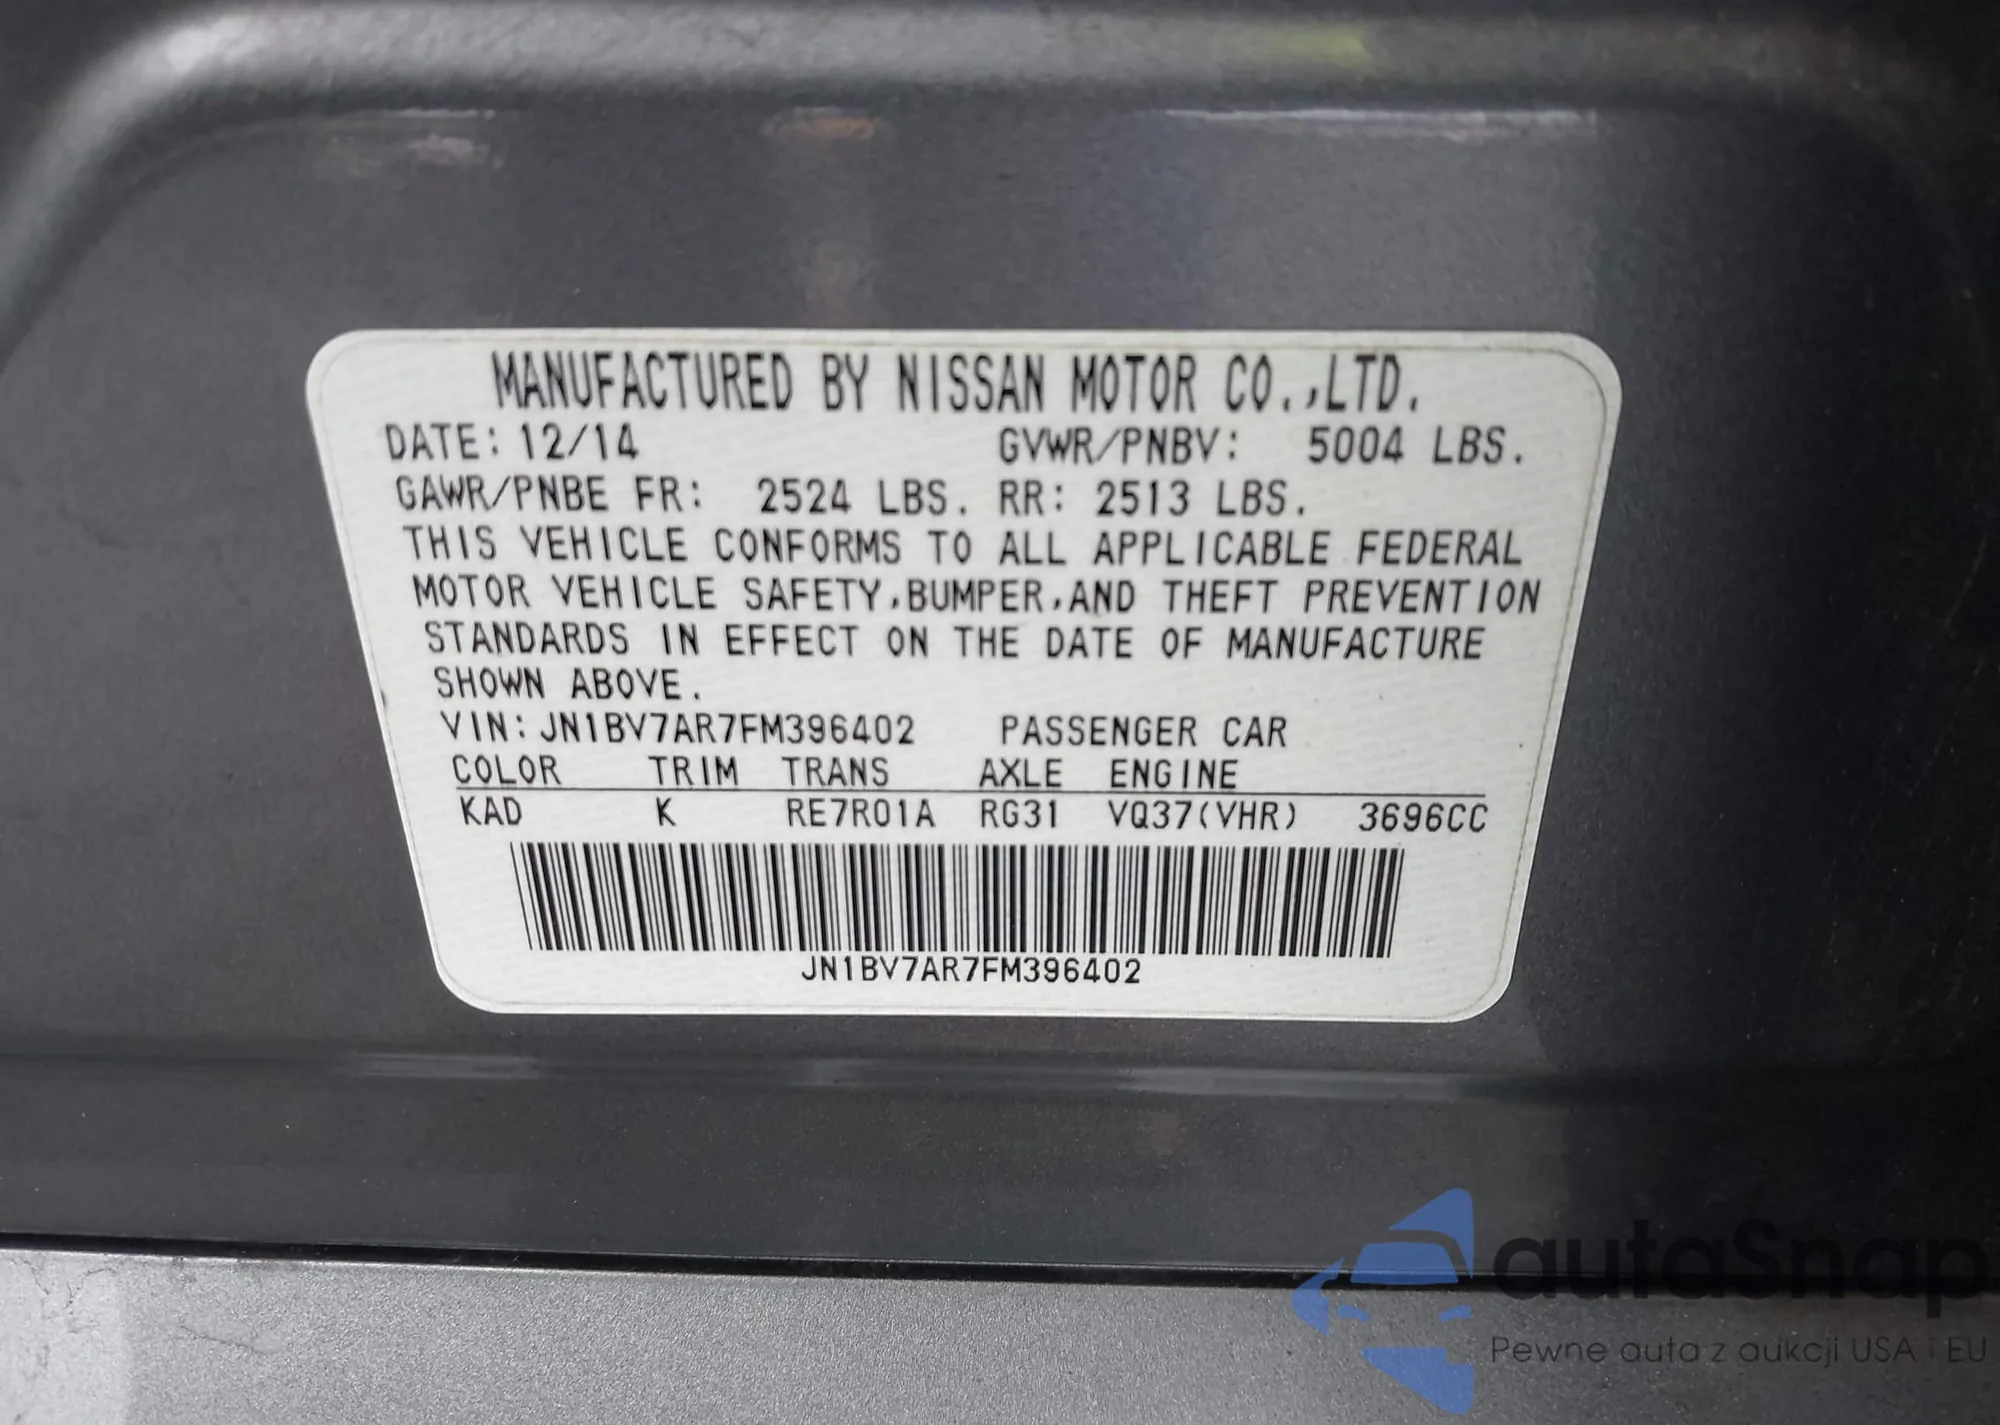 MANUFACTURED BY NISSAN MOTOR CO.,LTD.
DATE: 12/14 GVWR/PNBV: 5004 LBS.
GAWR/PNBE FR: 2524 LBS. RR: 2513 LBS.
THIS VEHICLE CONFORMS TO ALL APPLICABLE FEDERAL
MOTOR VEHICLE SAFETY,BUMPER,AND THEFT PREVENTION
STANDARDS IN EFFECT ON THE DATE OF MANUFACTURE
SHOWN ABOVE.
VIN: JN1BV7AR7FM396402 PASSENGER CAR
COLOR TRIM TRANS AXLE ENGINE
KAD K RE7R01A RG31 VQ37(VHR) 3696CC
JN1BV7AR7FM396402
autaSnap
Pewne auta z aukcji USA i EU